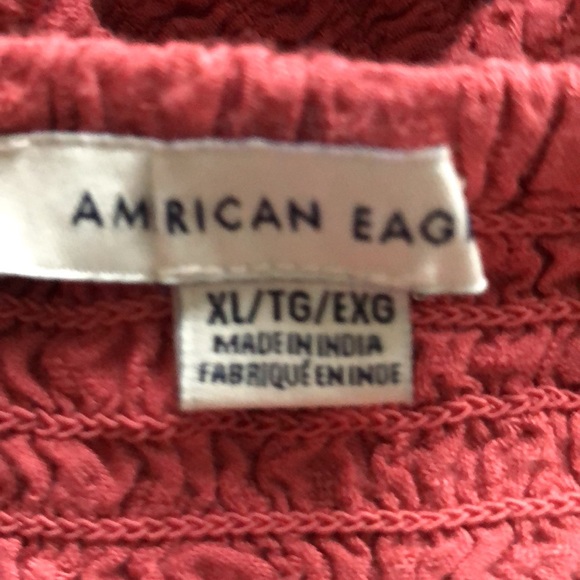 AMRICAN EAG
XL/TG/EXG
MADE IN INDIA
FABRIQUÉ EN INDE